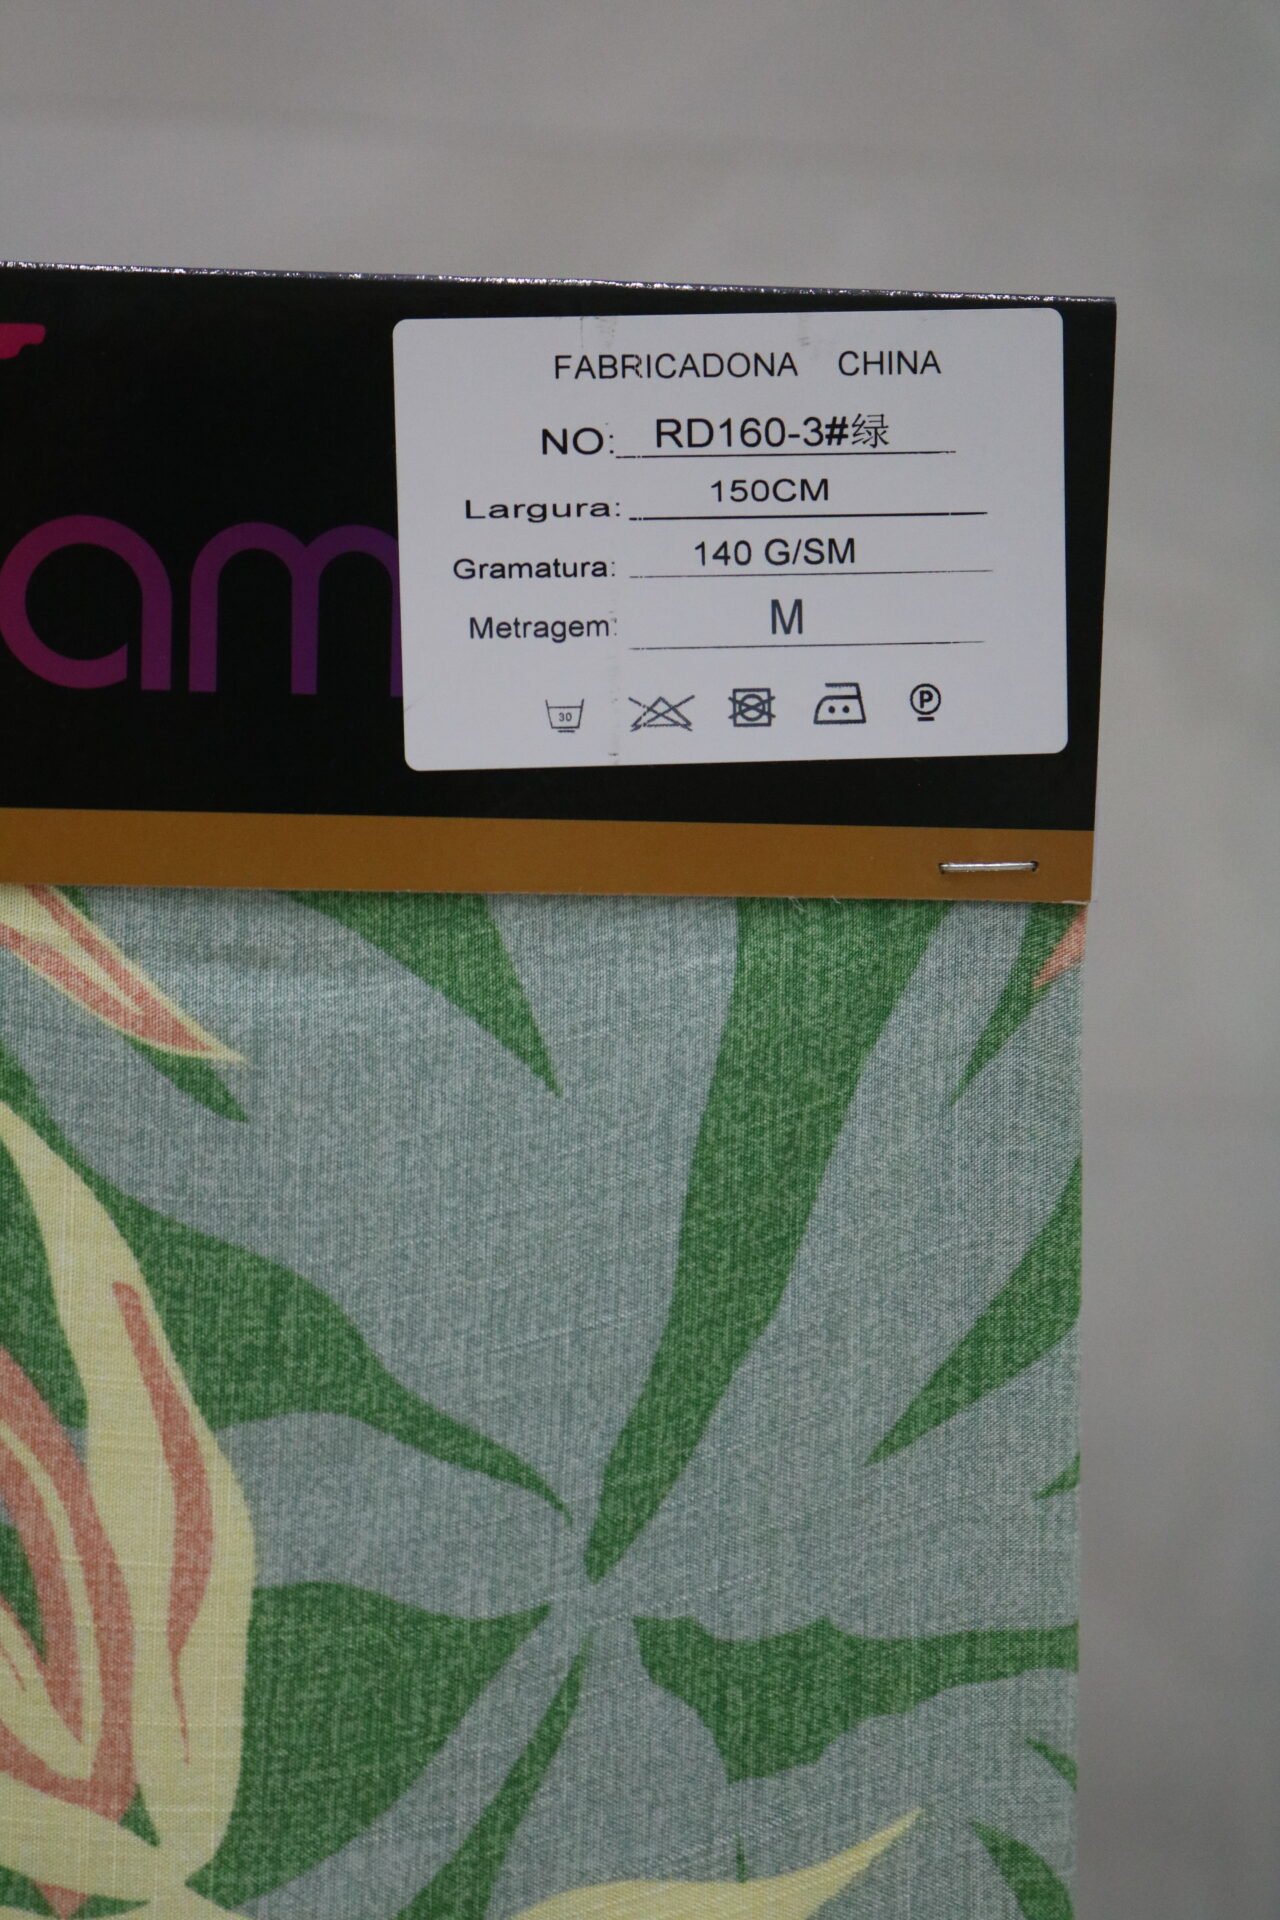 FABRICADONA CHINA
NO: RD160-3#绿
Largura: 150CM
Gramatura: 140 G/SM
Metragem: M
30
P
am